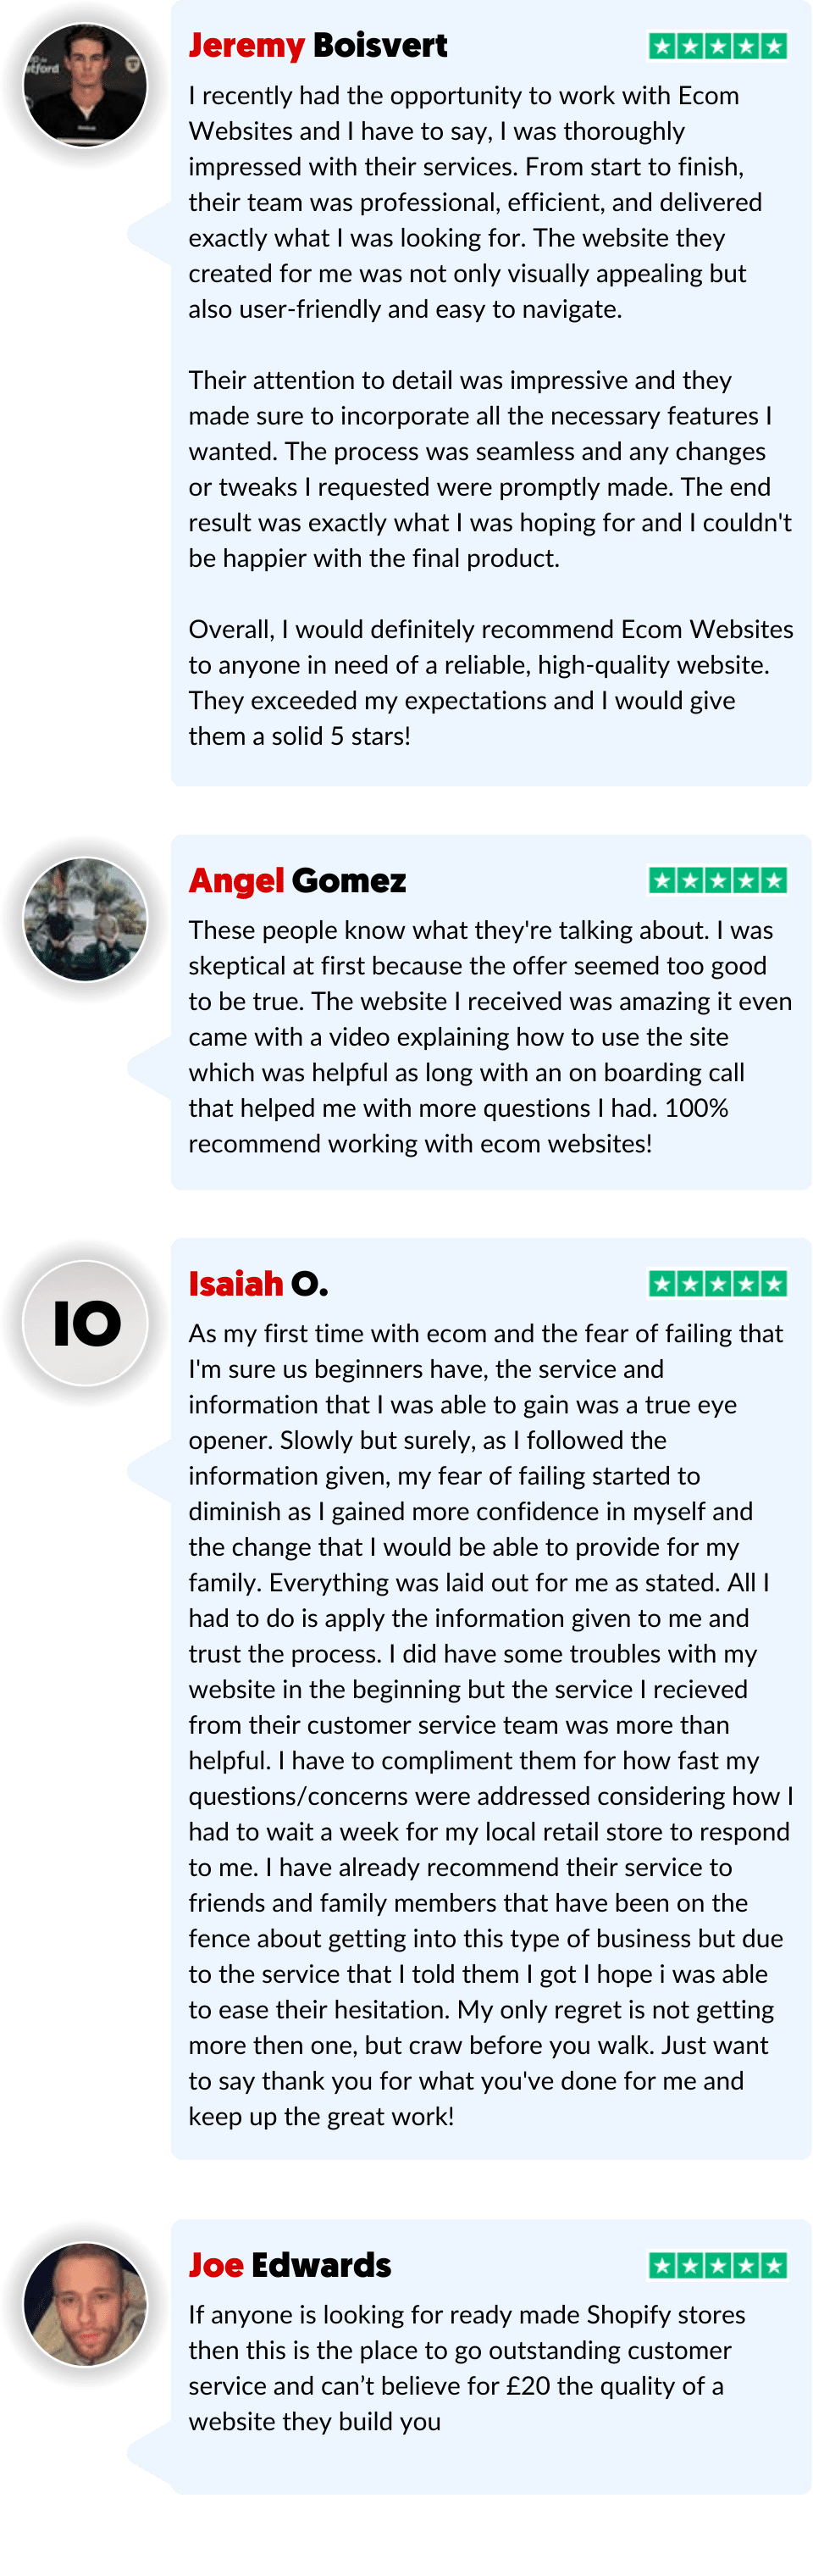 Jeremy Boisvert
I recently had the opportunity to work with Ecom
Websites and I have to say, I was thoroughly
impressed with their services. From start to finish,
their team was professional, efficient, and delivered
exactly what I was looking for. The website they
created for me was not only visually appealing but
also user-friendly and easy to navigate.
Their attention to detail was impressive and they
made sure to incorporate all the necessary features I
wanted. The process was seamless and any changes
or tweaks I requested were promptly made. The end
result was exactly what I was hoping for and I couldn't
be happier with the final product.
Overall, I would definitely recommend Ecom Websites
to anyone in need of a reliable, high-quality website.
They exceeded my expectations and I would give
them a solid 5 stars!
Angel Gomez
These people know what they're talking about. I was
skeptical at first because the offer seemed too good
to be true. The website I received was amazing it even
came with a video explaining how to use the site
which was helpful as long with an on boarding call
that helped me with more questions I had. 100%
recommend working with ecom websites!
IO
Isaiah O.
As my first time with ecom and the fear of failing that
I'm sure us beginners have, the service and
information that I was able to gain was a true eye
opener. Slowly but surely, as I followed the
information given, my fear of failing started to
diminish as I gained more confidence in myself and
the change that I would be able to provide for my
family. Everything was laid out for me as stated. All I
had to do is apply the information given to me and
trust the process. I did have some troubles with my
website in the beginning but the service I recieved
from their customer service team was more than
helpful. I have to compliment them for how fast my
questions/concerns were addressed considering how I
had to wait a week for my local retail store to respond
to me. I have already recommend their service to
friends and family members that have been on the
fence about getting into this type of business but due
to the service that I told them I got I hope i was able
to ease their hesitation. My only regret is not getting
more then one, but craw before you walk. Just want
to say thank you for what you've done for me and
keep up the great work!
Joe Edwards
If anyone is looking for ready made Shopify stores
then this is the place to go outstanding customer
service and can’t believe for £20 the quality of a
website they build you